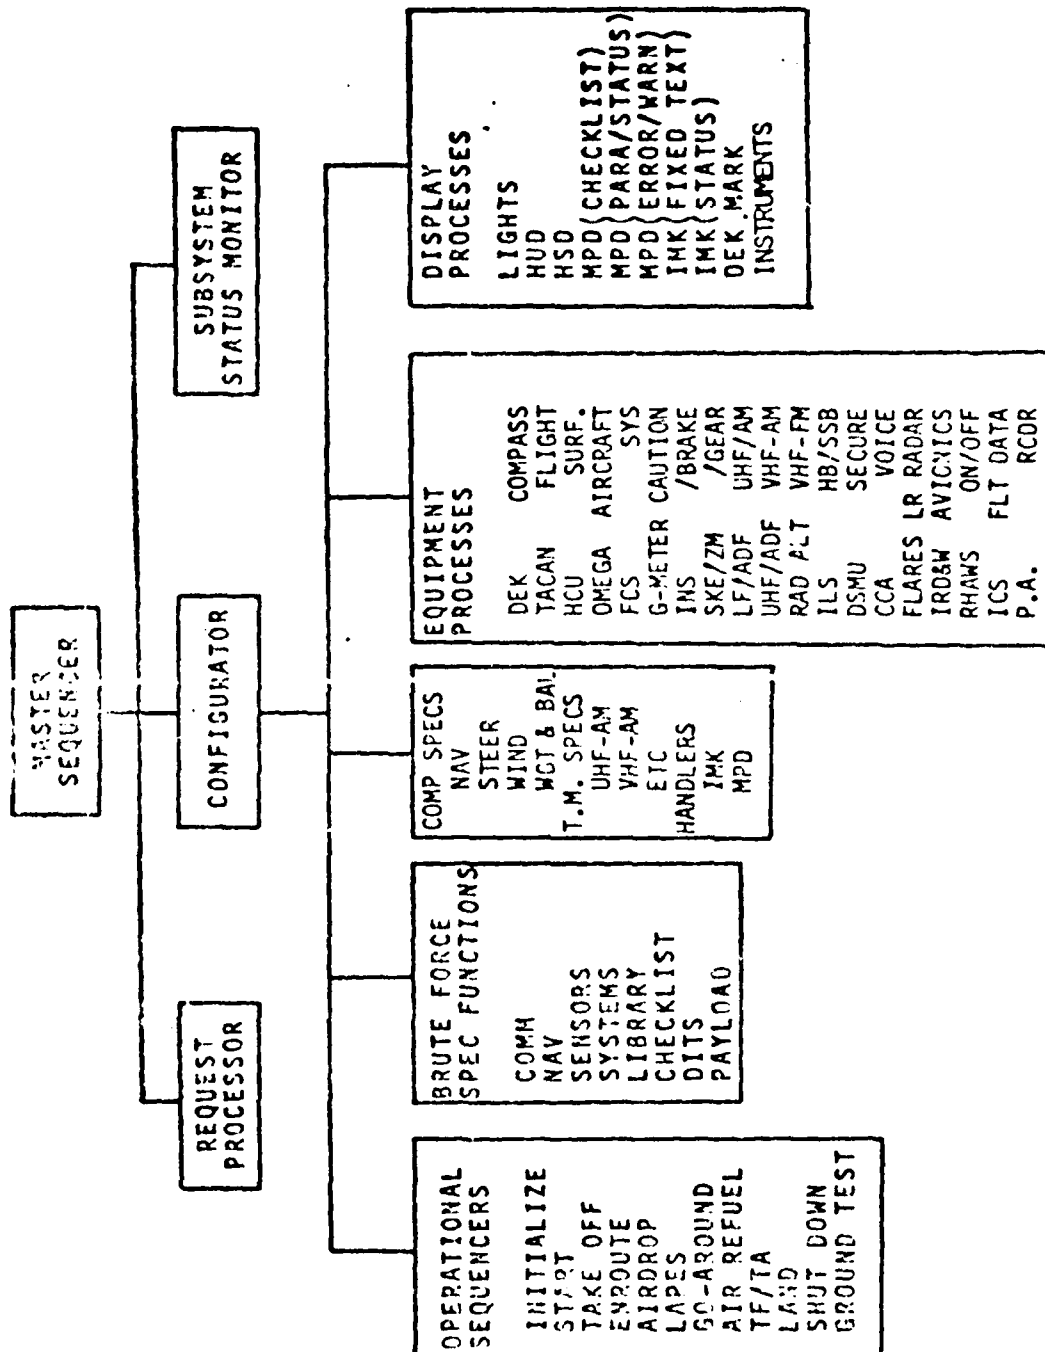 MASTER
SEQUENCER
REQUEST
PROCESSOR
CONFIGURATOR
SUBSYSTEM
STATUS MONITOR
OPERATIONAL
SEQUENCERS
INITIALIZE
START
TAKE OFF
ENROUTE
AIRDROP
LAPES
GO-AROUND
AIR REFUEL
TF/TA
LAND
SHUT DOWN
GROUND TEST
BRUTE FORCE
SPEC FUNCTIONS
COMM
NAV
SENSORS
SYSTEMS
LIBRARY
CHECKLIST
DITS
PAYLOAD
COMP SPECS
NAV
STEER
WIND
WGT & BAL
T.M. SPECS
UHF-AM
VHF-AM
ETC
HANDLERS
IMK
MPD
EQUIPMENT
PROCESSES
DEK COMPASS
TACAN FLIGHT
HCU SURF.
OMEGA AIRCRAFT
FCS SYS
G-METER CAUTION
INS /BRAKE
SKE/ZM /GEAR
LF/ADF UHF/AM
UHF/ADF VHF-AM
RAD ALT VHF-FM
ILS HB/SSB
DSMU SECURE
CCA VOICE
FLARES LR RADAR
IRD&W AVIONICS
RHAWS ON/OFF
ICS FLT DATA
P.A. RCDR
DISPLAY
PROCESSES
LIGHTS
HUD
HSD
MPD(CHECKLIST)
MPD(PARA/STATUS)
MPD(ERROR/WARN)
IMK(FIXED TEXT)
IMK(STATUS)
DEK.MARK
INSTRUMENTS